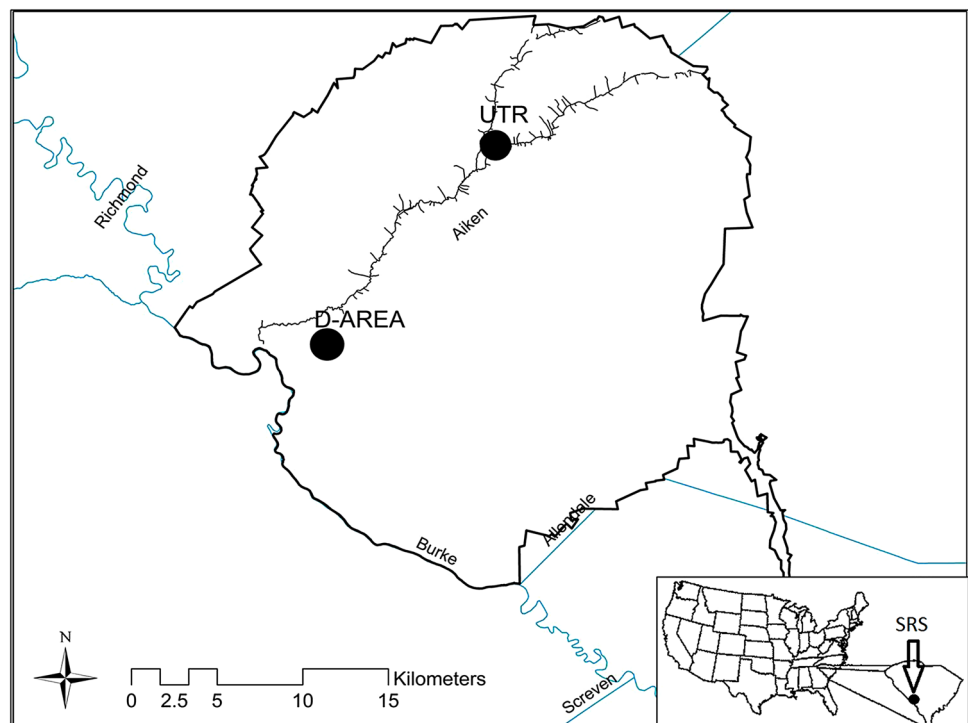 UTR
Richmond
Aiken
D-AREA
Allendale
Burke
SRS
N
Kilometers
0 2.5 5 10 15
Screven